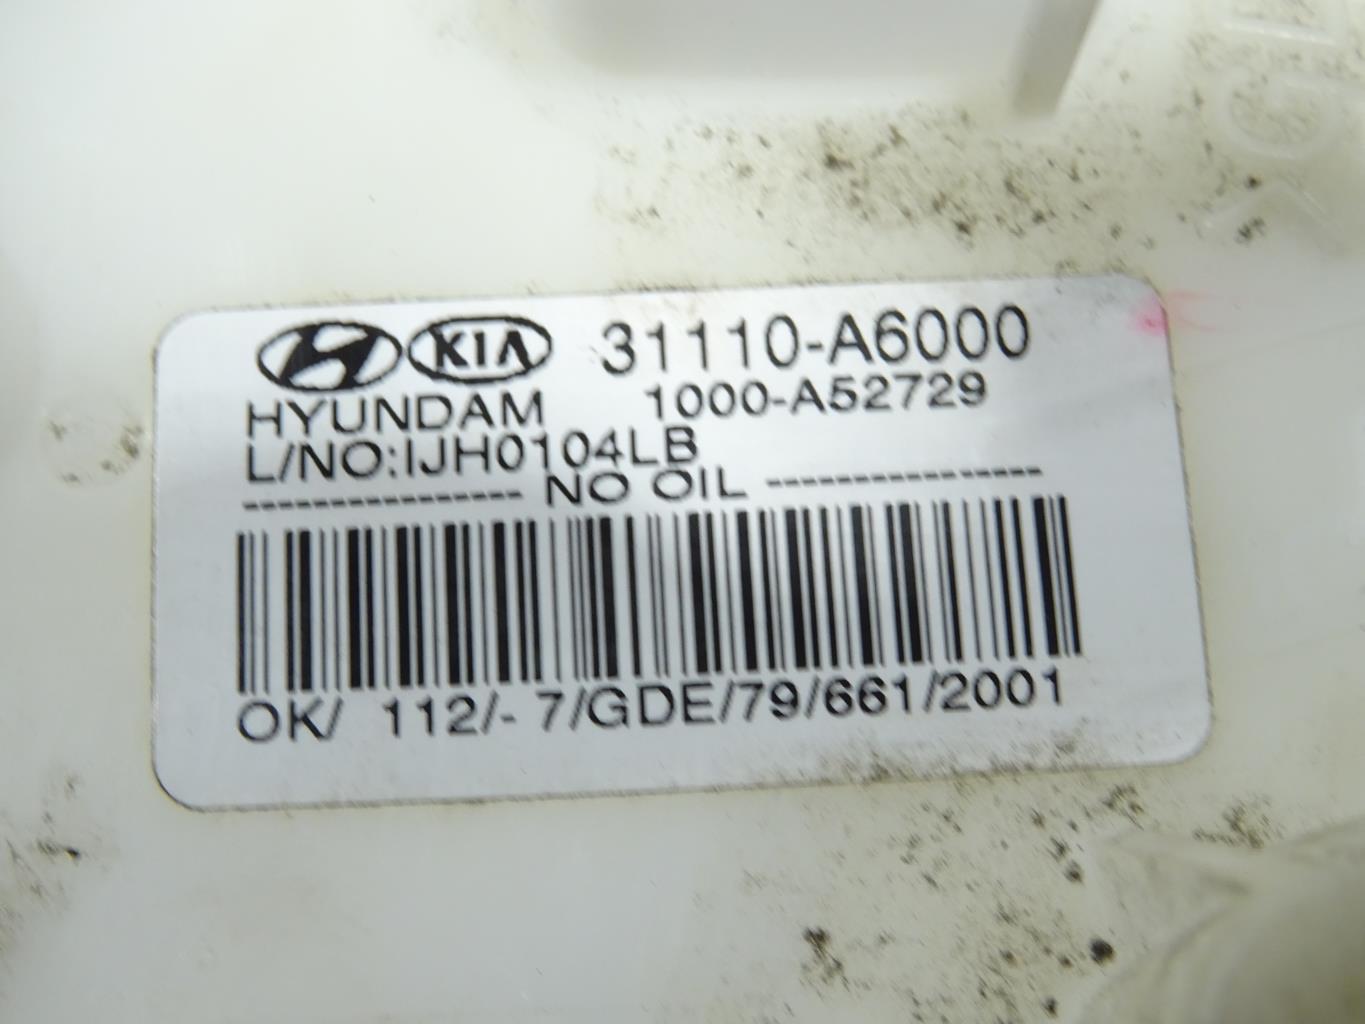 KIA 31110-A6000
HYUNDAM 1000-A52729
L/NO:IJH0104LB
---------------- NO OIL ----------------
OK/ 112/- 7/GDE/79/661/2001